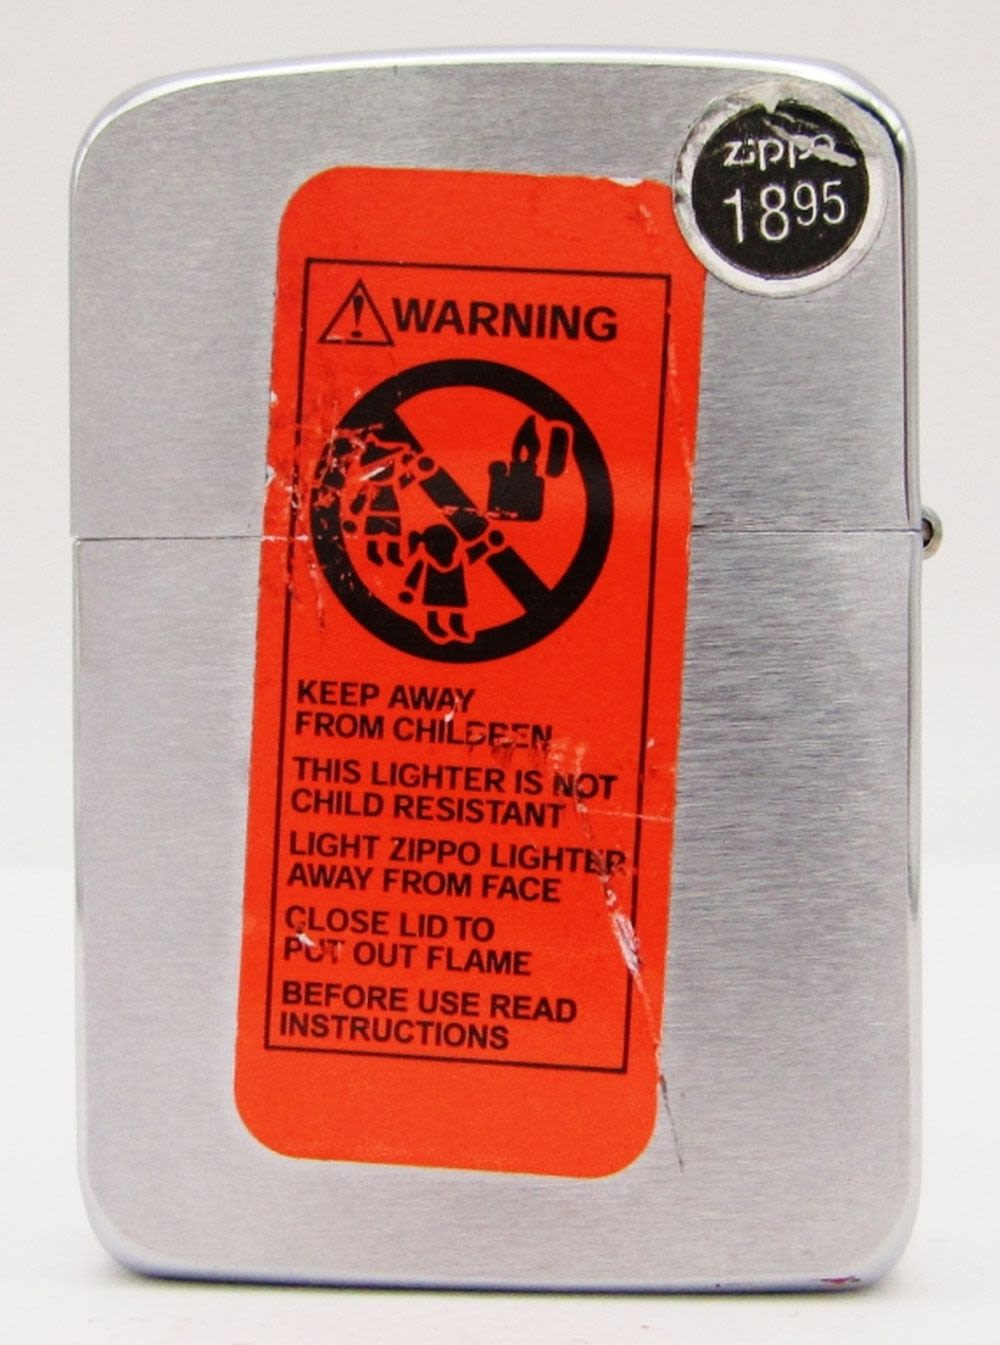 zippo
1895
WARNING
KEEP AWAY
FROM CHILDREN
THIS LIGHTER IS NOT
CHILD RESISTANT
LIGHT ZIPPO LIGHTER
AWAY FROM FACE
CLOSE LID TO
PUT OUT FLAME
BEFORE USE READ
INSTRUCTIONS